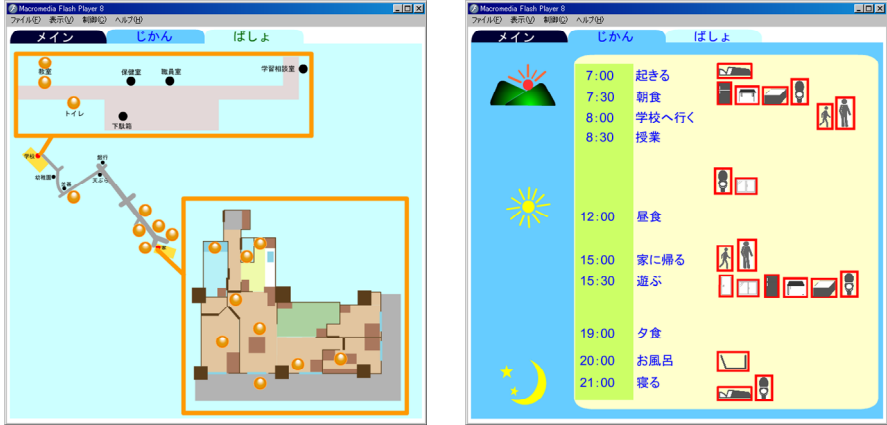 Macromedia Flash Player 8
ファイル(F) 表示(V) 制御(C) ヘルプ(H)
メイン じかん ばしょ
教室 保健室 職員室 学習相談室
トイレ
下駄箱
学校
銀行
幼稚園
天ぷら
Macromedia Flash Player 8
ファイル(F) 表示(V) 制御(C) ヘルプ(H)
メイン じかん ばしょ
7:00 起きる
7:30 朝食
8:00 学校へ行く
8:30 授業
12:00 昼食
15:00 家に帰る
15:30 遊ぶ
19:00 夕食
20:00 お風呂
21:00 寝る